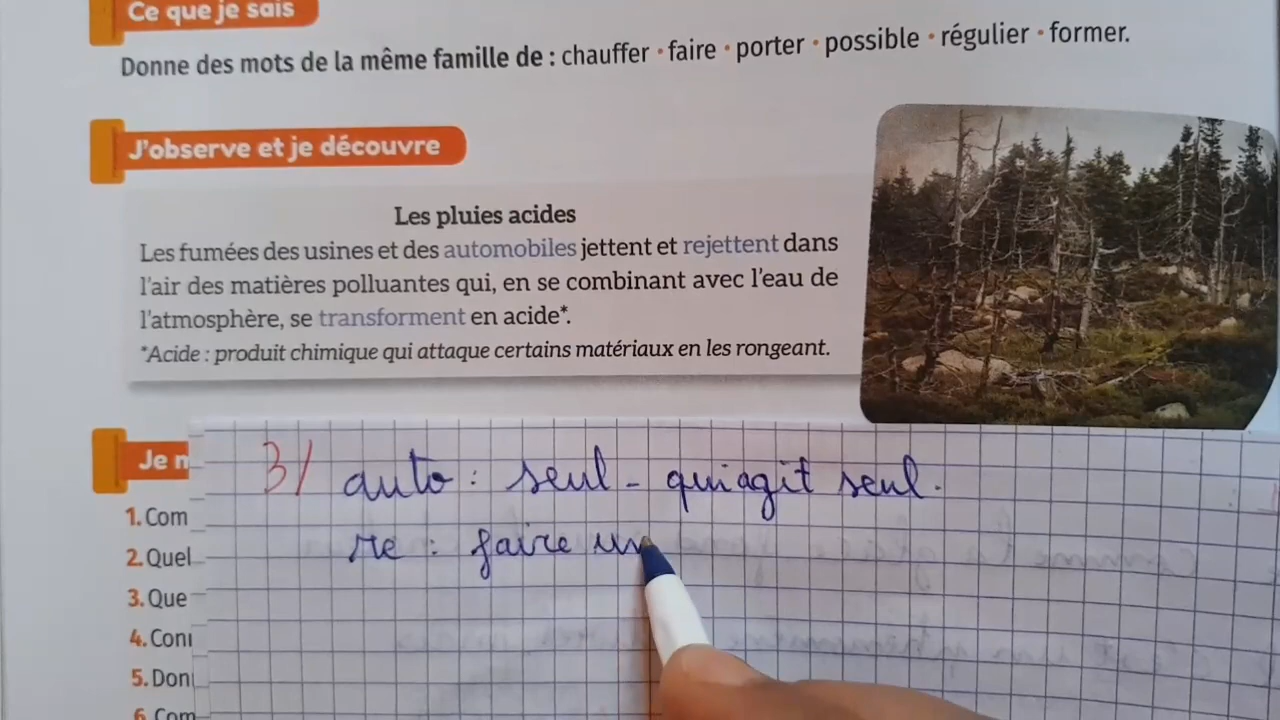 Ce que je sais
Donne des mots de la même famille de : chauffer • faire • porter • possible • régulier • former.
J'observe et je découvre
Les pluies acides
Les fumées des usines et des automobiles jettent et rejettent dans
l'air des matières polluantes qui, en se combinant avec l'eau de
l'atmosphère, se transforment en acide*.
*Acide : produit chimique qui attaque certains matériaux en les rongeant.
Je
3/ auto : seul - qui agit seul.
re : faire un
1. Com
2. Quel
3. Que
4. Con
5. Don
6. Com